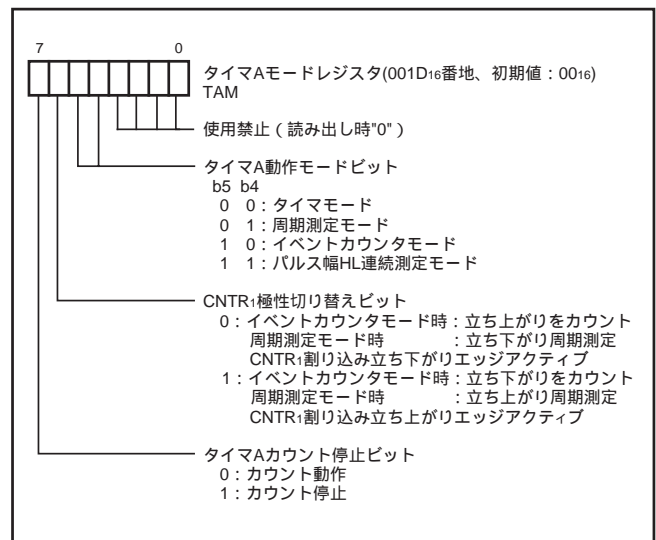 7 0
タイマAモードレジスタ(001D16番地、初期値：0016)
TAM
使用禁止（読み出し時"0"）
タイマA動作モードビット
b5 b4
0 0：タイマモード
0 1：周期測定モード
1 0：イベントカウンタモード
1 1：パルス幅HL連続測定モード
CNTR1極性切り替えビット
0：イベントカウンタモード時：立ち上がりをカウント
周期測定モード時 ：立ち下がり周期測定
CNTR1割り込み立ち下がりエッジアクティブ
1：イベントカウンタモード時：立ち下がりをカウント
周期測定モード時 ：立ち上がり周期測定
CNTR1割り込み立ち上がりエッジアクティブ
タイマAカウント停止ビット
0：カウント動作
1：カウント停止